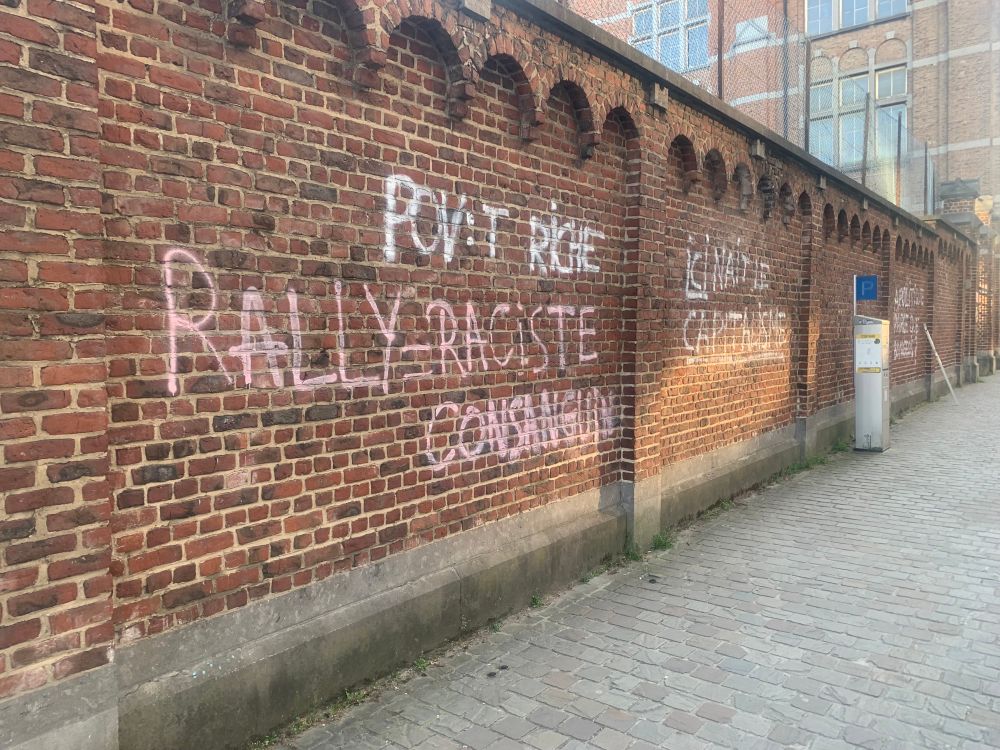 POV:T RICHE
RALLY=RACISTE
CONSANGUIN
ICI NAÎT LE
CAPITALISME
P